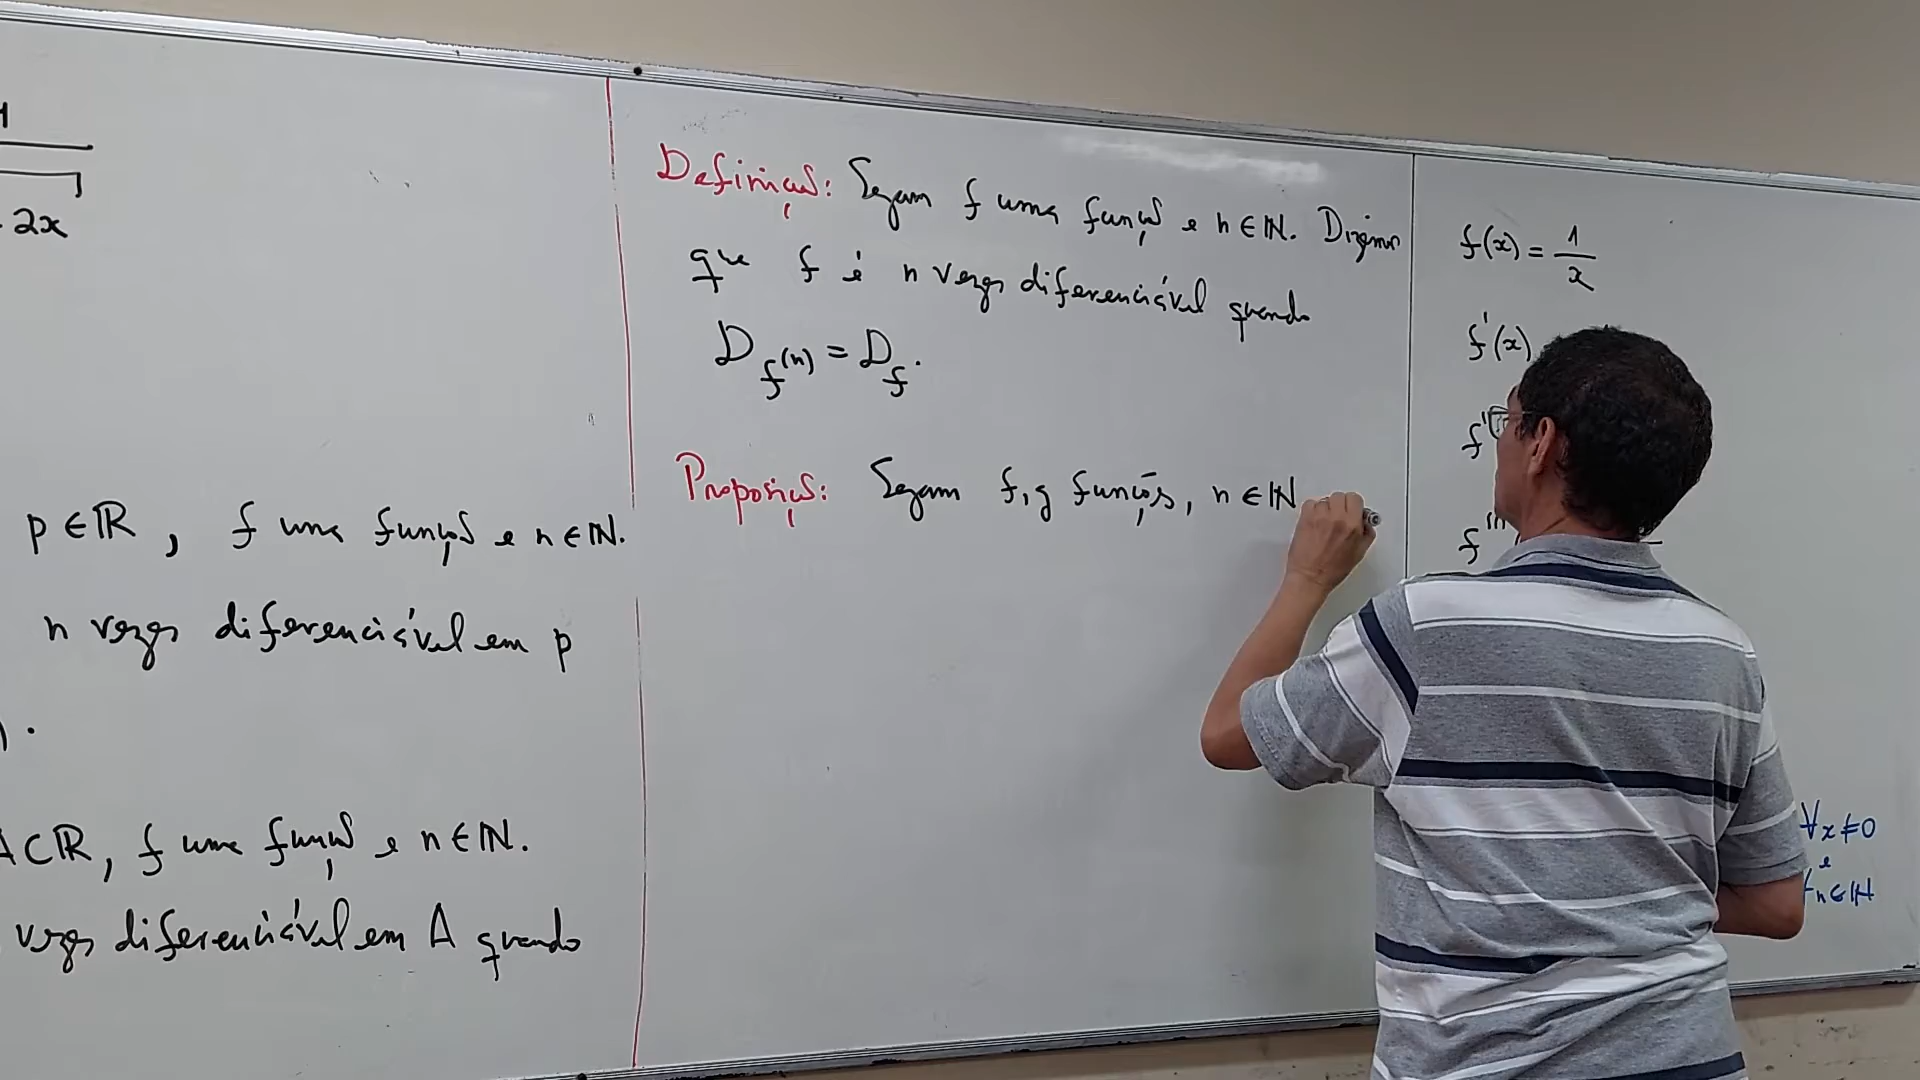 1
2x
p ∈ ℝ, f uma função e n ∈ ℕ.
n vezes diferenciável em p
A ⊂ ℝ, f uma função e n ∈ ℕ.
vezes diferenciável em A quando
Definição: Sejam f uma função e n ∈ ℕ. Dizemos
que f é n vezes diferenciável quando
D_{f^{(n)}} = D_f.
Proposição: Sejam f, g funções, n ∈ ℕ
f(x) = 1/x
f'(x)
f''
f'''
∀x ≠ 0
e
∀n ∈ ℕ